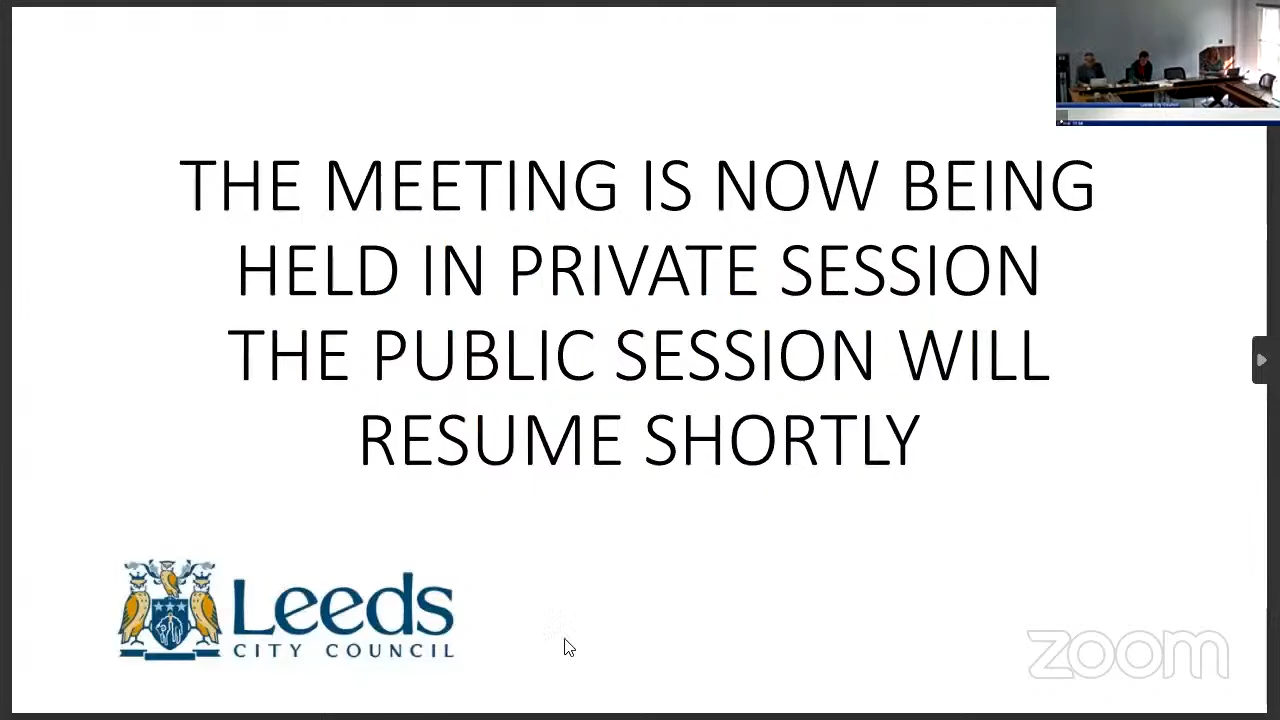 THE MEETING IS NOW BEING
HELD IN PRIVATE SESSION
THE PUBLIC SESSION WILL
RESUME SHORTLY
Leeds
CITY COUNCIL
zoom